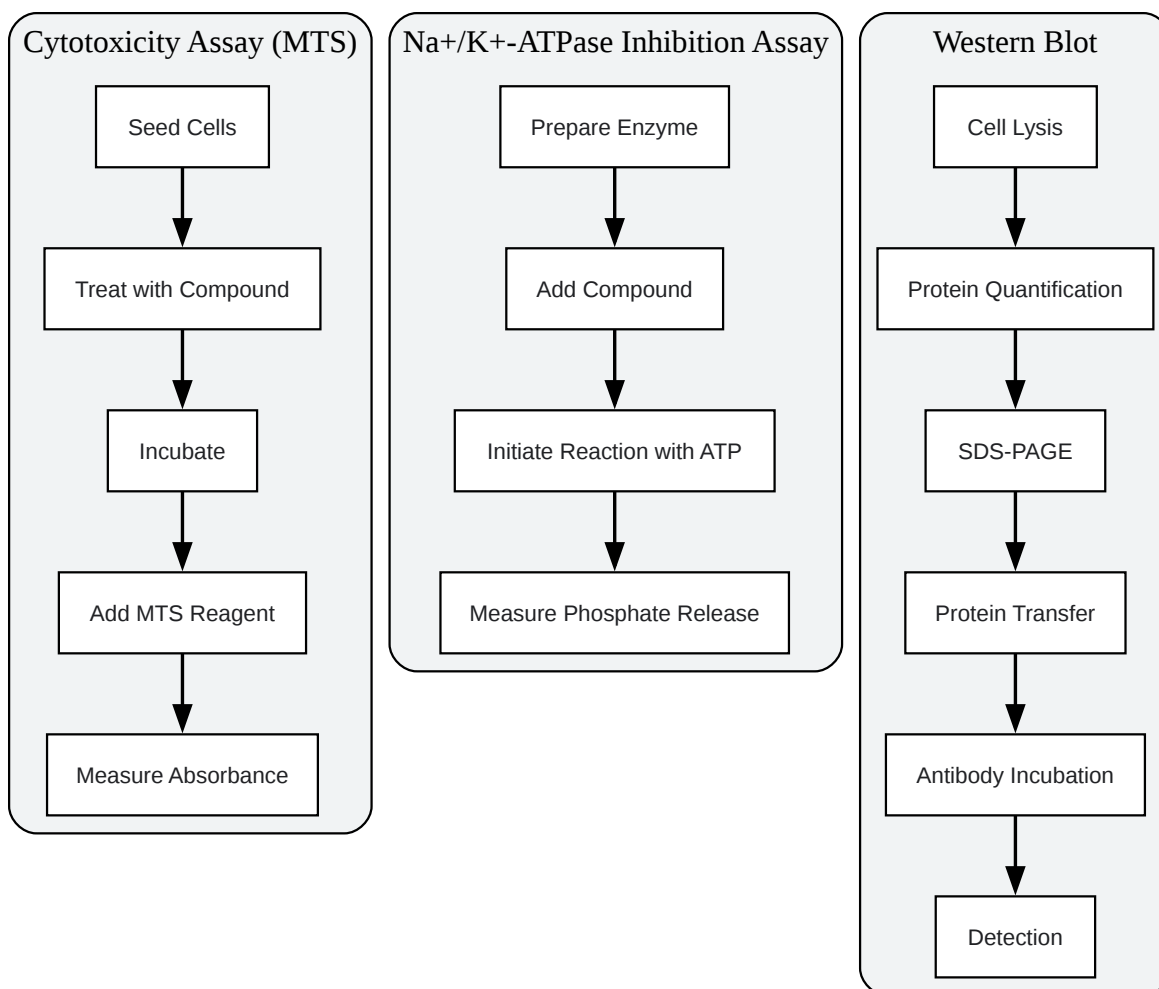 Cytotoxicity Assay (MTS)
Seed Cells
Treat with Compound
Incubate
Add MTS Reagent
Measure Absorbance
Na+/K+-ATPase Inhibition Assay
Prepare Enzyme
Add Compound
Initiate Reaction with ATP
Measure Phosphate Release
Western Blot
Cell Lysis
Protein Quantification
SDS-PAGE
Protein Transfer
Antibody Incubation
Detection